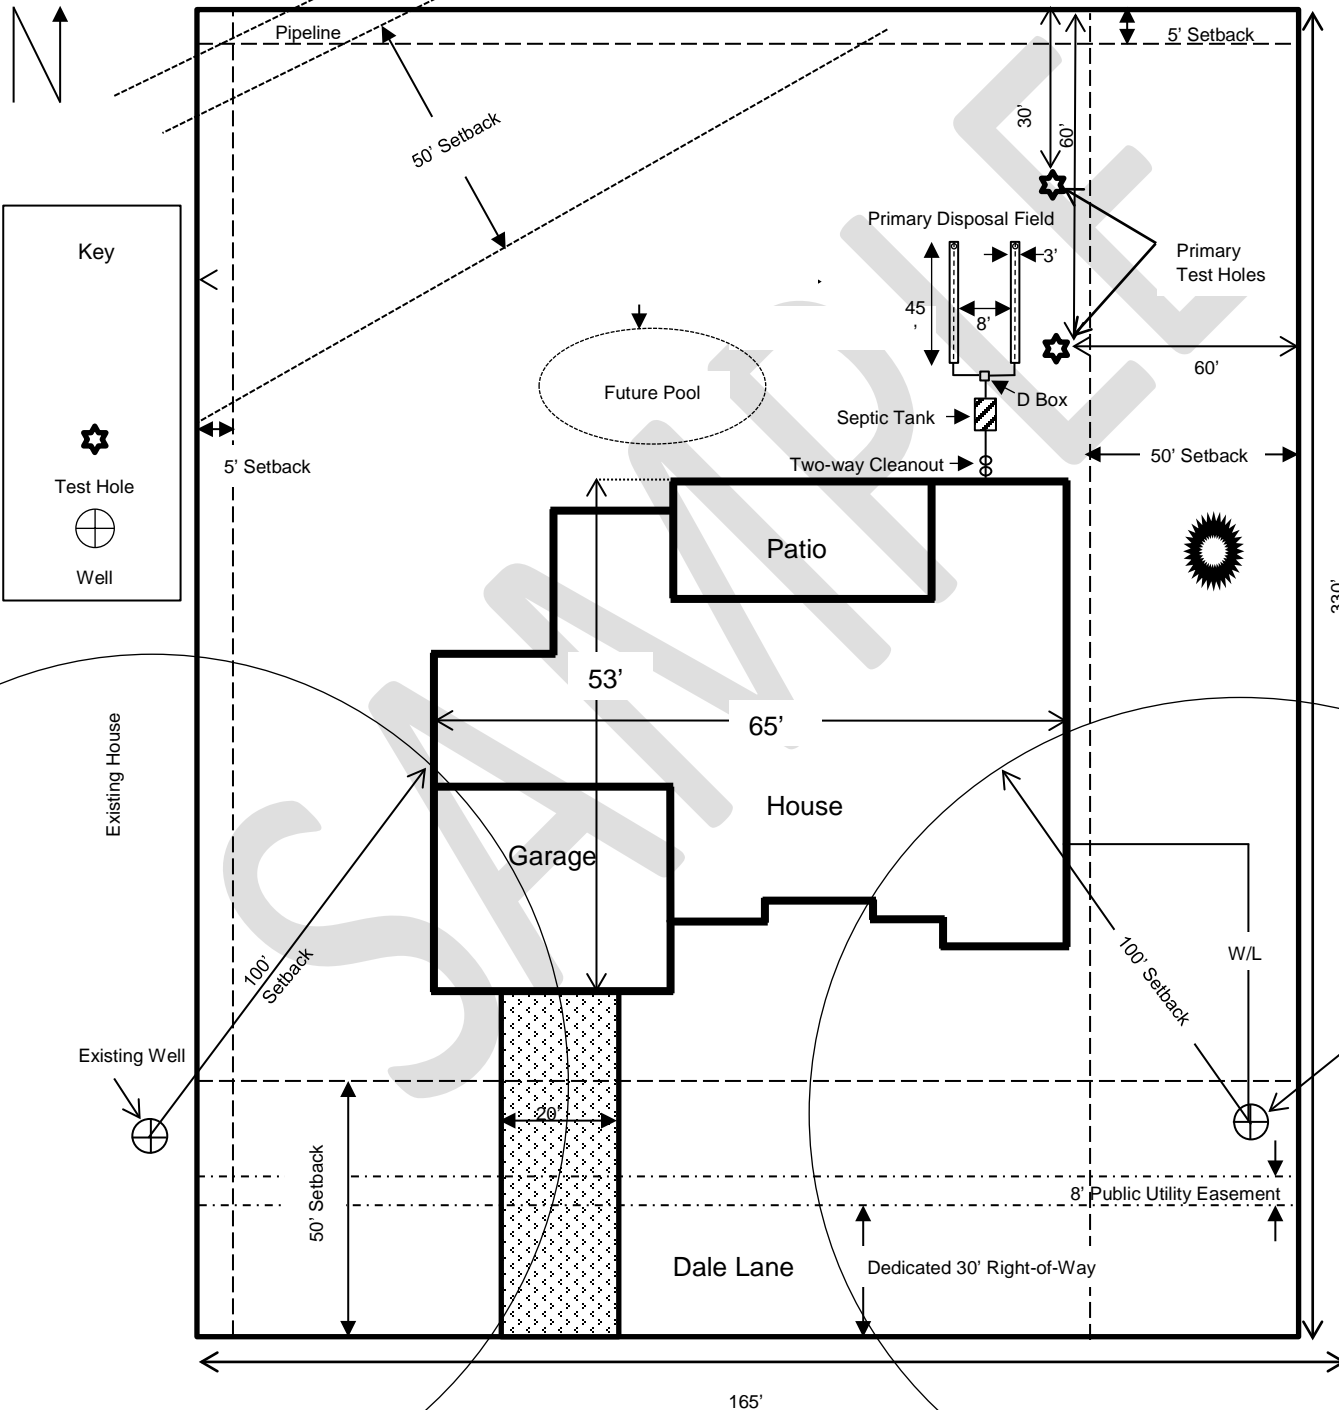 N
Pipeline
5’ Setback
30’
60’
50’ Setback
Primary Disposal Field
3’
Primary
Test Holes
Key
45
’
8’
60’
Future Pool
D Box
Septic Tank
Two-way Cleanout
50’ Setback
5’ Setback
Test Hole
Well
Patio
330’
53’
65’
Existing House
House
Garage
100’
Setback
100’ Setback
W/L
Existing Well
20’
50’ Setback
8’ Public Utility Easement
Dale Lane
Dedicated 30’ Right-of-Way
165’
SAMPLE